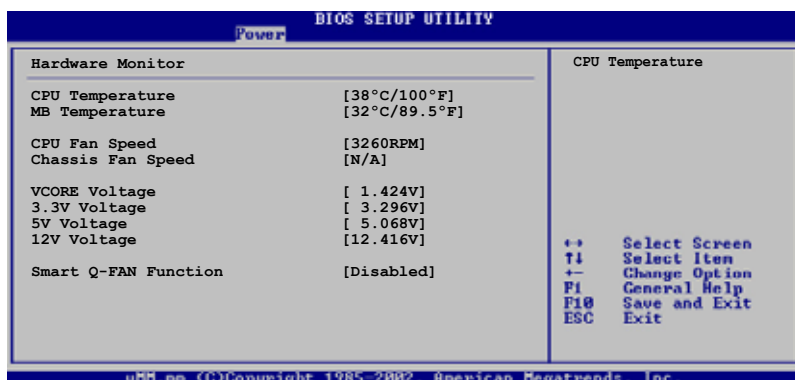 BIOS SETUP UTILITY
Power
Hardware Monitor
CPU Temperature [38°C/100°F]
MB Temperature [32°C/89.5°F]
CPU Fan Speed [3260RPM]
Chassis Fan Speed [N/A]
VCORE Voltage [ 1.424V]
3.3V Voltage [ 3.296V]
5V Voltage [ 5.068V]
12V Voltage [12.416V]
Smart Q-FAN Function [Disabled]
CPU Temperature
↔ Select Screen
↑↓ Select Item
+- Change Option
F1 General Help
F10 Save and Exit
ESC Exit
(C)Copyright 1985-2002, American Megatrends, Inc